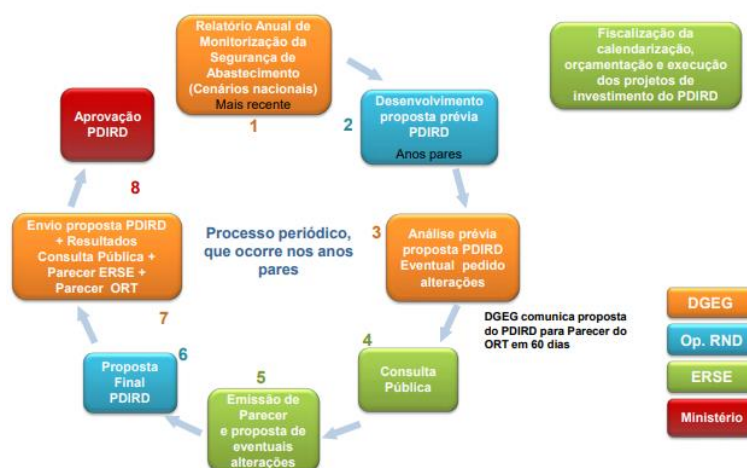 Relatório Anual de
Monitorização da
Segurança de
Abastecimento
(Cenários nacionais)
Mais recente
1
Fiscalização da
calendarização,
orçamentação e execução
dos projetos de
investimento do PDIRD
Desenvolvimento
proposta prévia
PDIRD
Anos pares
2
Aprovação
PDIRD
8
Envio proposta PDIRD
+ Resultados
Consulta Pública +
Parecer ERSE +
Parecer ORT
7
Processo periódico,
que ocorre nos anos
pares
3
Análise prévia
proposta PDIRD
Eventual pedido
alterações
DGEG comunica proposta
do PDIRD para Parecer do
ORT em 60 dias
4
Consulta
Pública
5
Emissão de
Parecer
e proposta de
eventuais
alterações
6
Proposta
Final
PDIRD
DGEG
Op. RND
ERSE
Ministério